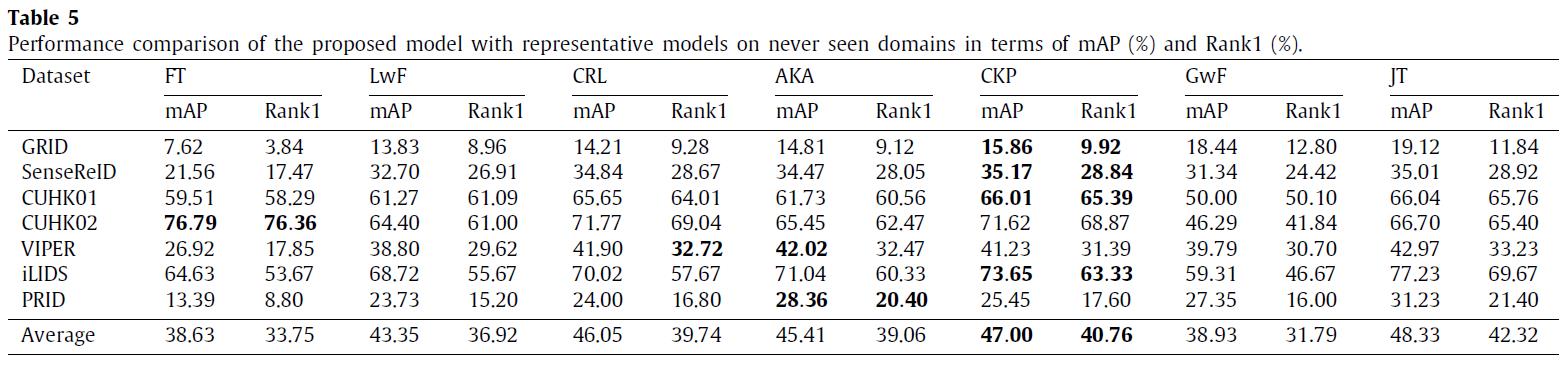 Table 5
Performance comparison of the proposed model with representative models on never seen domains in terms of mAP (%) and Rank1 (%).
Dataset FT LwF CRL AKA CKP GwF JT
mAP Rank1 mAP Rank1 mAP Rank1 mAP Rank1 mAP Rank1 mAP Rank1 mAP Rank1
GRID 7.62 3.84 13.83 8.96 14.21 9.28 14.81 9.12 15.86 9.92 18.44 12.80 19.12 11.84
SenseReID 21.56 17.47 32.70 26.91 34.84 28.67 34.47 28.05 35.17 28.84 31.34 24.42 35.01 28.92
CUHK01 59.51 58.29 61.27 61.09 65.65 64.01 61.73 60.56 66.01 65.39 50.00 50.10 66.04 65.76
CUHK02 76.79 76.36 64.40 61.00 71.77 69.04 65.45 62.47 71.62 68.87 46.29 41.84 66.70 65.40
VIPER 26.92 17.85 38.80 29.62 41.90 32.72 42.02 32.47 41.23 31.39 39.79 30.70 42.97 33.23
iLIDS 64.63 53.67 68.72 55.67 70.02 57.67 71.04 60.33 73.65 63.33 59.31 46.67 77.23 69.67
PRID 13.39 8.80 23.73 15.20 24.00 16.80 28.36 20.40 25.45 17.60 27.35 16.00 31.23 21.40
Average 38.63 33.75 43.35 36.92 46.05 39.74 45.41 39.06 47.00 40.76 38.93 31.79 48.33 42.32